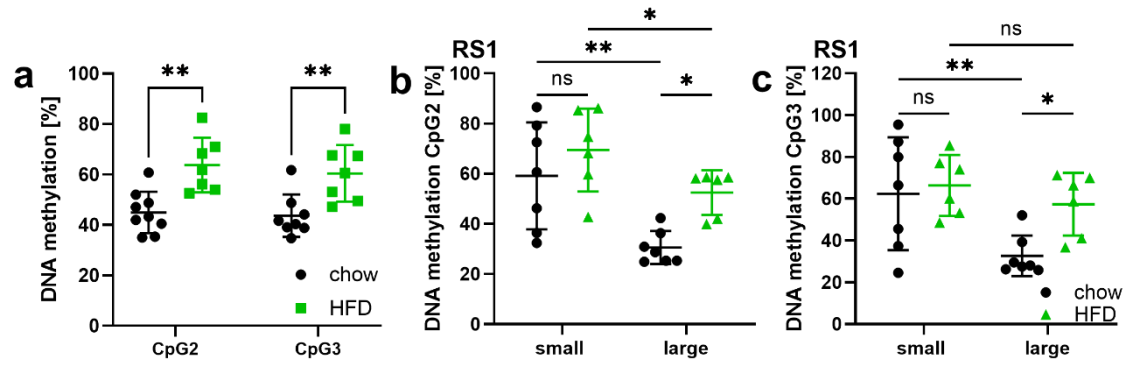 a
DNA methylation [%]
100
80
60
40
20
0
** **
chow
HFD
CpG2 CpG3
b
RS1
DNA methylation CpG2 [%]
100
80
60
40
20
0
*
**
ns *
small large
c
RS1
DNA methylation CpG3 [%]
120
100
80
60
40
20
0
ns
**
ns *
chow
HFD
small large